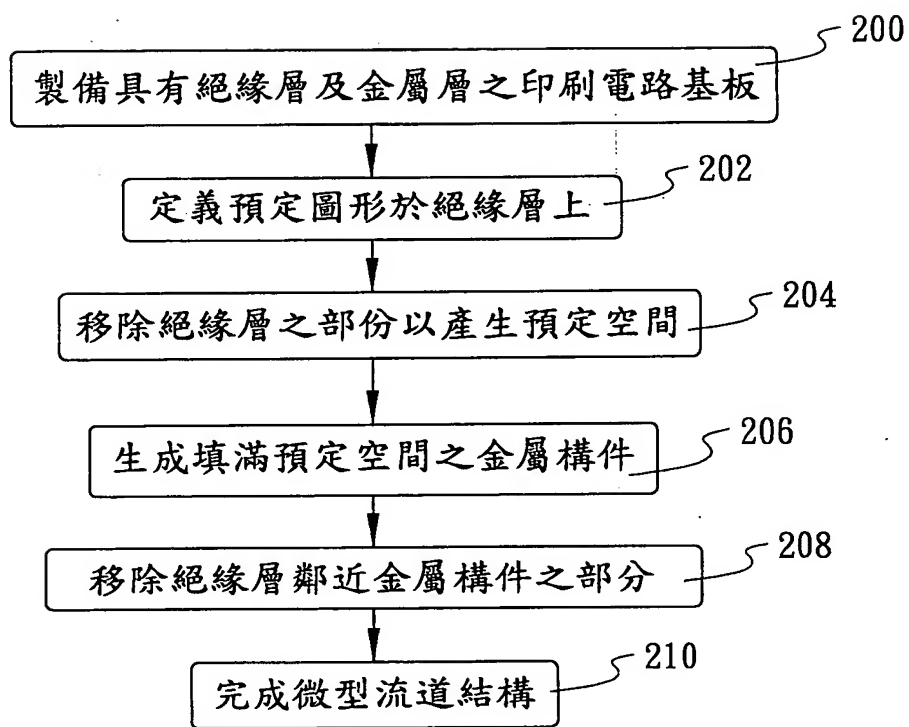 200
製備具有絕緣層及金屬層之印刷電路基板
202
定義預定圖形於絕緣層上
204
移除絕緣層之部份以產生預定空間
206
生成填滿預定空間之金屬構件
208
移除絕緣層鄰近金屬構件之部分
210
完成微型流道結構